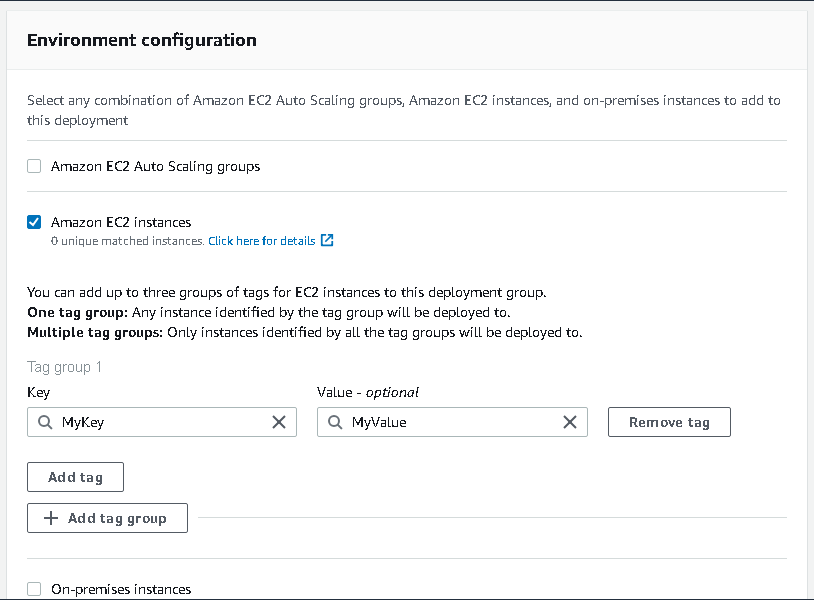 Environment configuration
Select any combination of Amazon EC2 Auto Scaling groups, Amazon EC2 instances, and on-premises instances to add to
this deployment
Amazon EC2 Auto Scaling groups
Amazon EC2 instances
0 unique matched instances. Click here for details
You can add up to three groups of tags for EC2 instances to this deployment group.
One tag group: Any instance identified by the tag group will be deployed to.
Multiple tag groups: Only instances identified by all the tag groups will be deployed to.
Tag group 1
Key
Value - optional
MyKey
MyValue
Remove tag
Add tag
Add tag group
On-premises instances